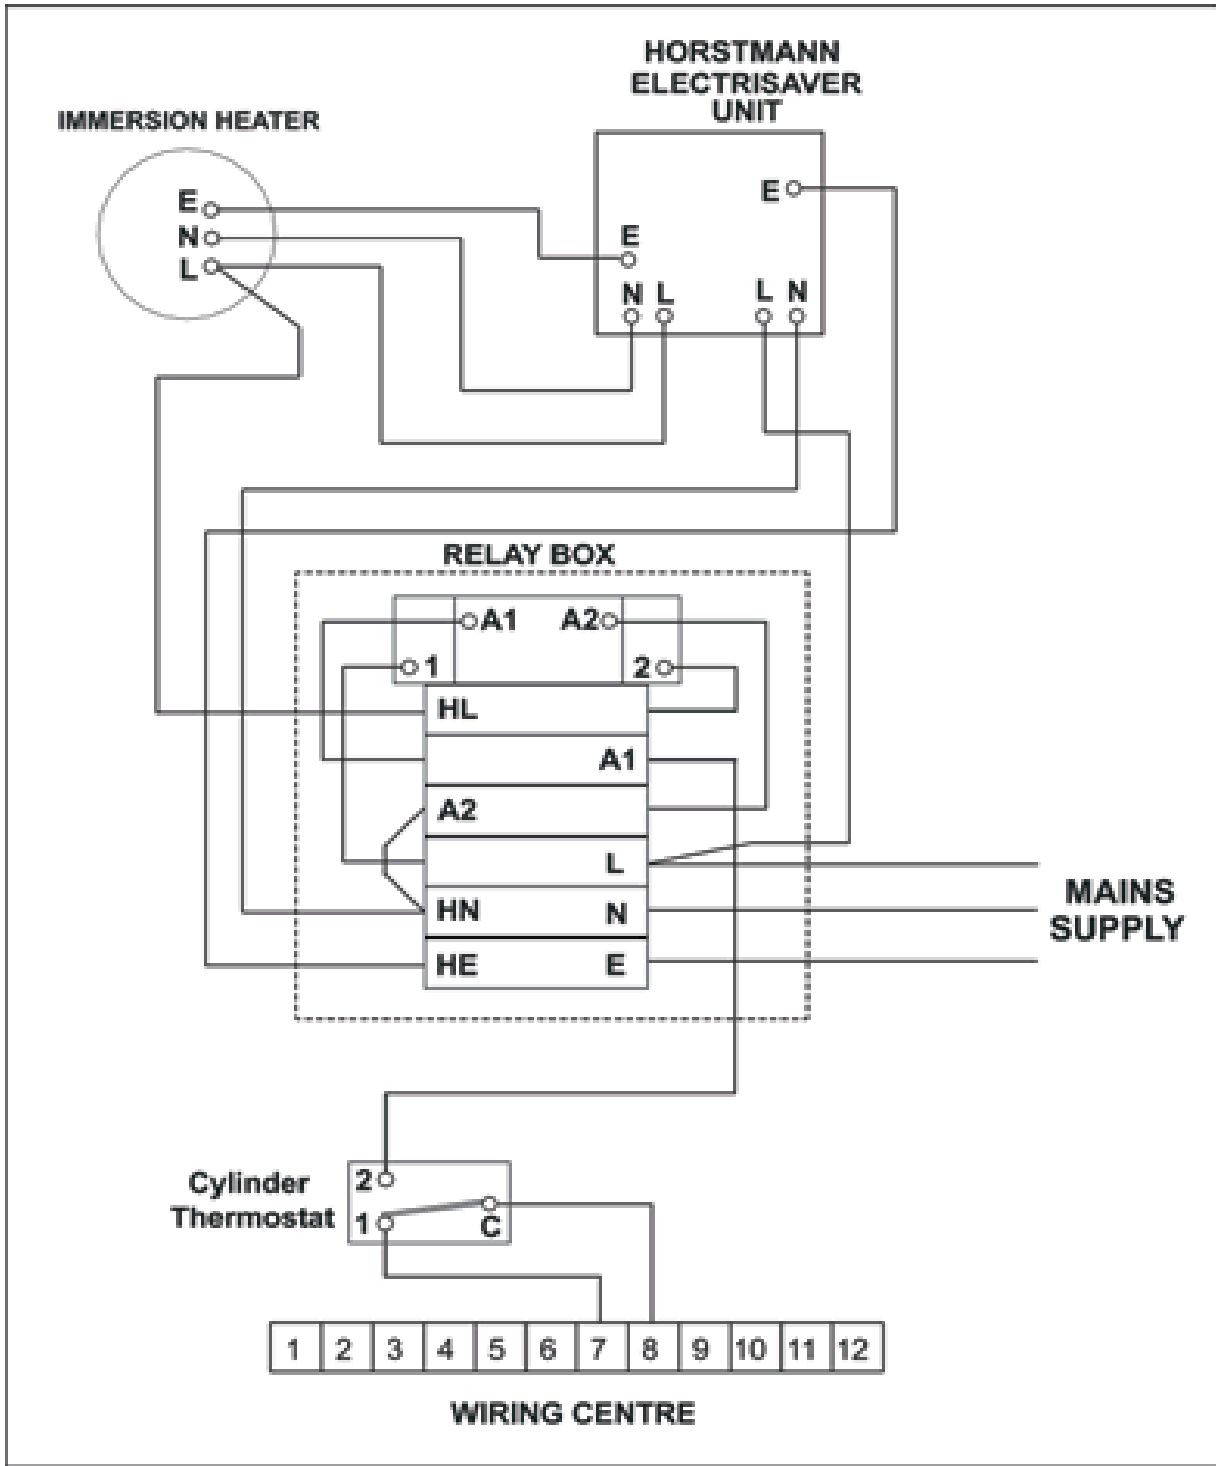 HORSTMANN
ELECTRISAVER
UNIT
IMMERSION HEATER
E
N
L
E
E
N L
L N
RELAY BOX
A1 A2
1 2
HL
A1
A2
L
HN N
HE E
MAINS
SUPPLY
Cylinder
Thermostat
2
1
C
1 2 3 4 5 6 7 8 9 10 11 12
WIRING CENTRE